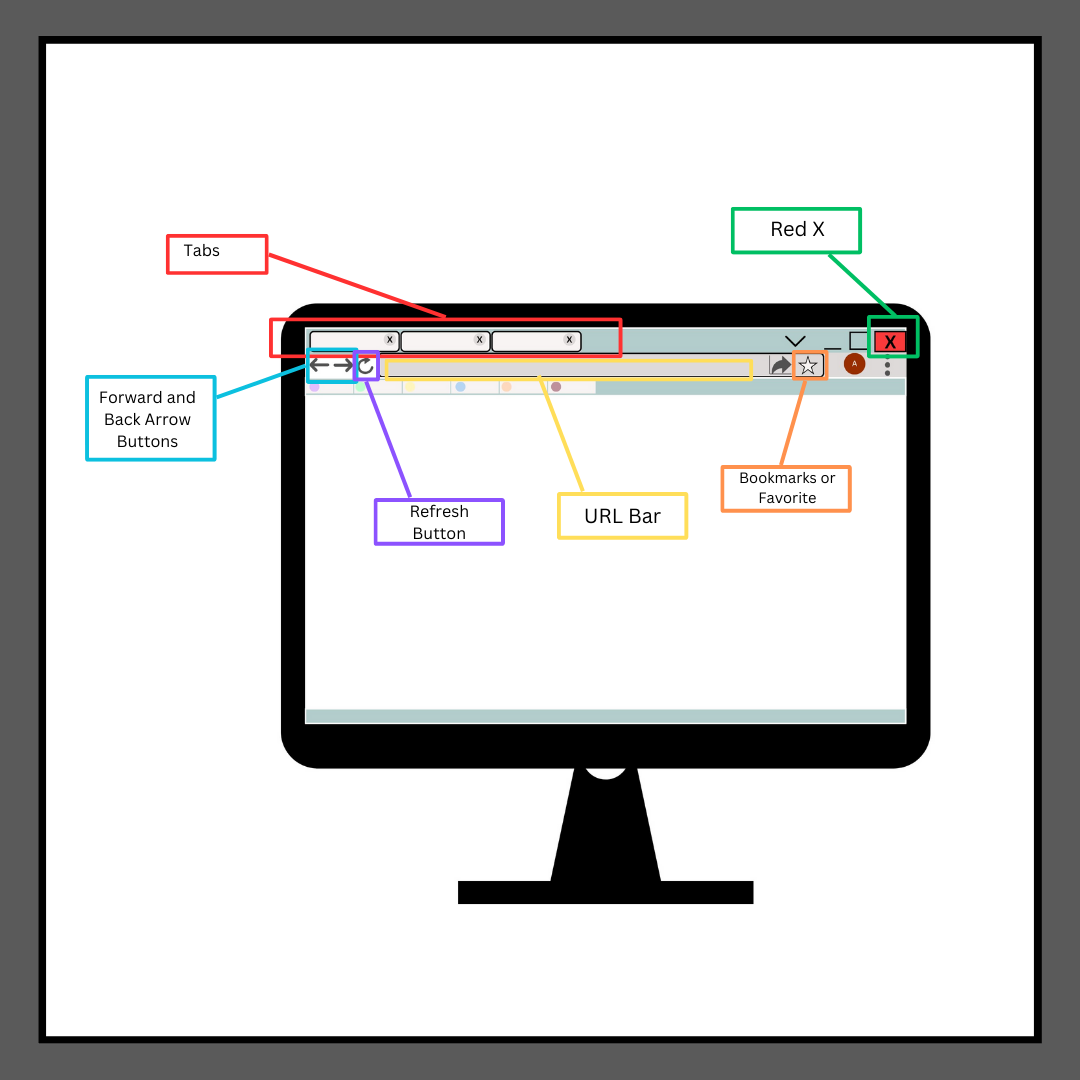 Red X
Tabs
X
X
X
X
A
Forward and
Back Arrow
Buttons
Bookmarks or
Favorite
Refresh
Button
URL Bar